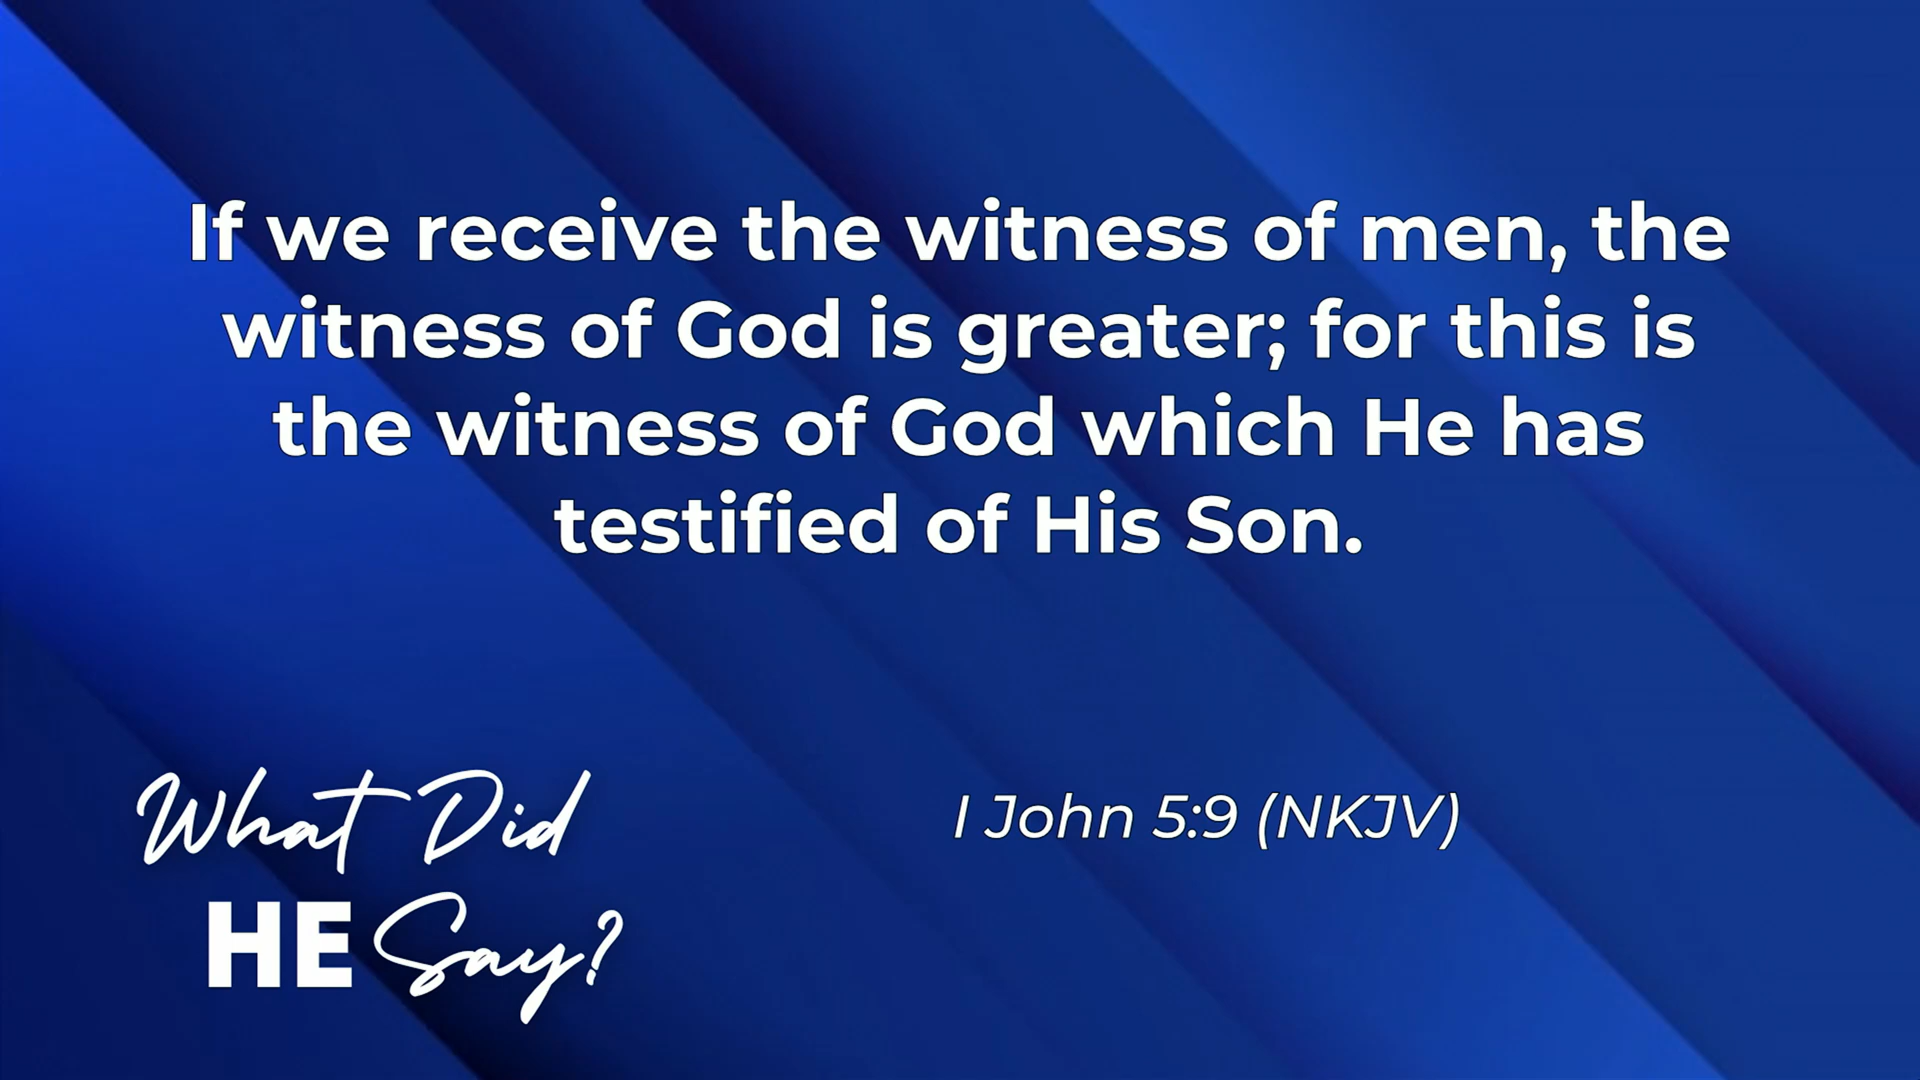 If we receive the witness of men, the
witness of God is greater; for this is
the witness of God which He has
testified of His Son.
I John 5:9 (NKJV)
What Did
HE Say?